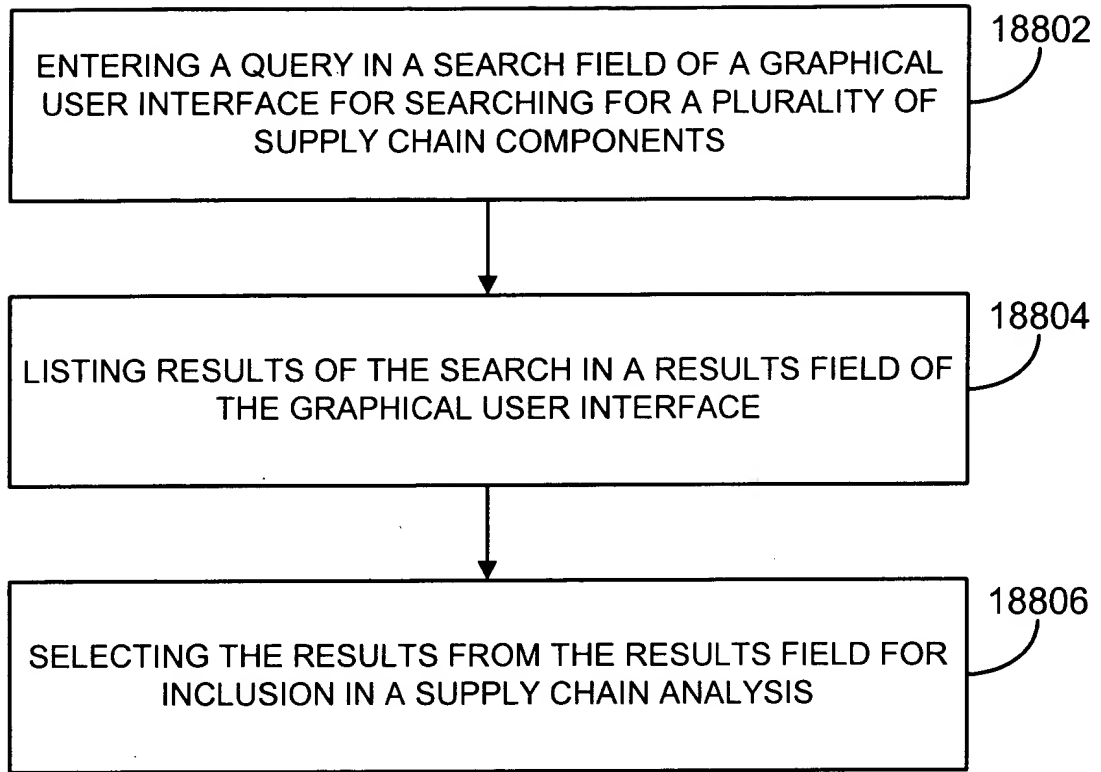 18802
ENTERING A QUERY IN A SEARCH FIELD OF A GRAPHICAL
USER INTERFACE FOR SEARCHING FOR A PLURALITY OF
SUPPLY CHAIN COMPONENTS
18804
LISTING RESULTS OF THE SEARCH IN A RESULTS FIELD OF
THE GRAPHICAL USER INTERFACE
18806
SELECTING THE RESULTS FROM THE RESULTS FIELD FOR
INCLUSION IN A SUPPLY CHAIN ANALYSIS